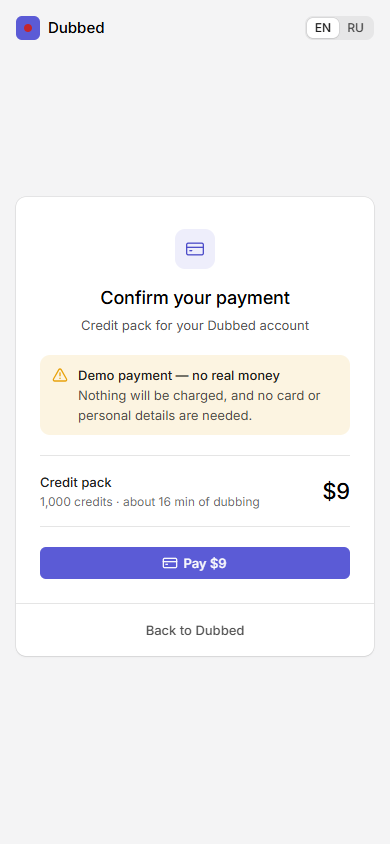 Dubbed
EN RU
Confirm your payment
Credit pack for your Dubbed account
Demo payment — no real money
Nothing will be charged, and no card or
personal details are needed.
Credit pack
1,000 credits · about 16 min of dubbing
$9
Pay $9
Back to Dubbed